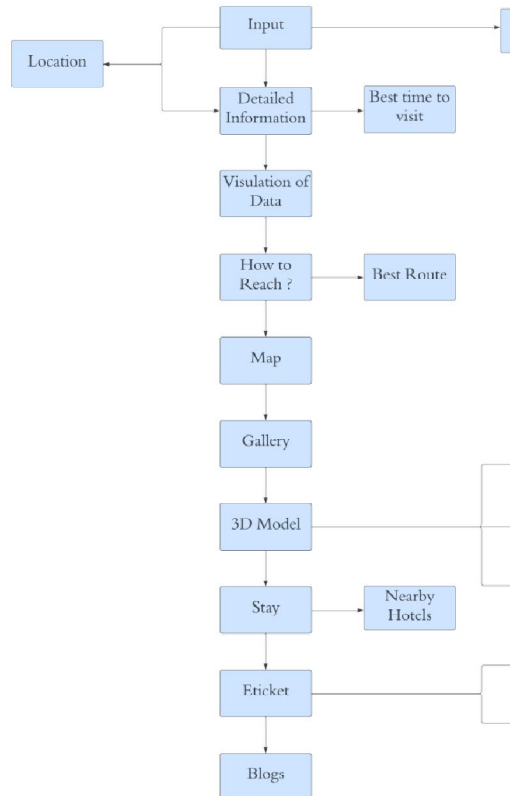 Input
Location
Detailed
Information
Best time to
visit
Visulation of
Data
How to
Reach ?
Best Route
Map
Gallery
3D Model
Stay
Nearby
Hotels
Eticket
Blogs